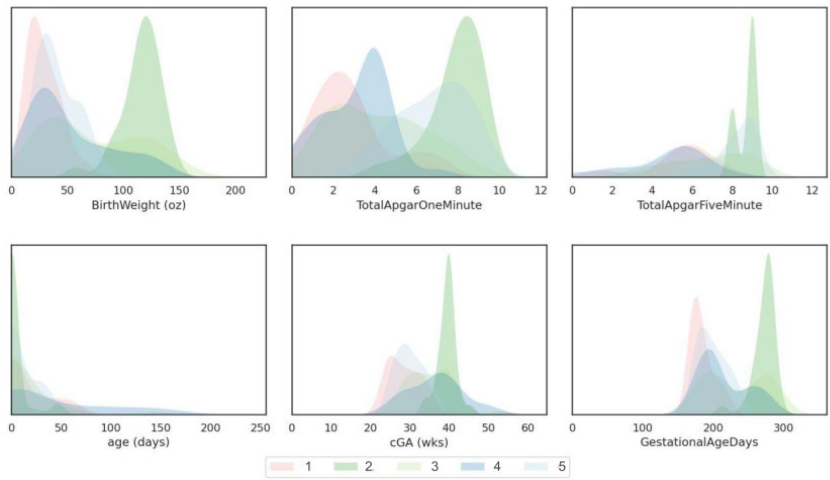 0 50 100 150 200
BirthWeight (oz)
0 2 4 6 8 10 12
TotalApgarOneMinute
0 2 4 6 8 10 12
TotalApgarFiveMinute
0 50 100 150 200 250
age (days)
0 10 20 30 40 50 60
cGA (wks)
0 100 200 300
GestationalAgeDays
1 2 3 4 5